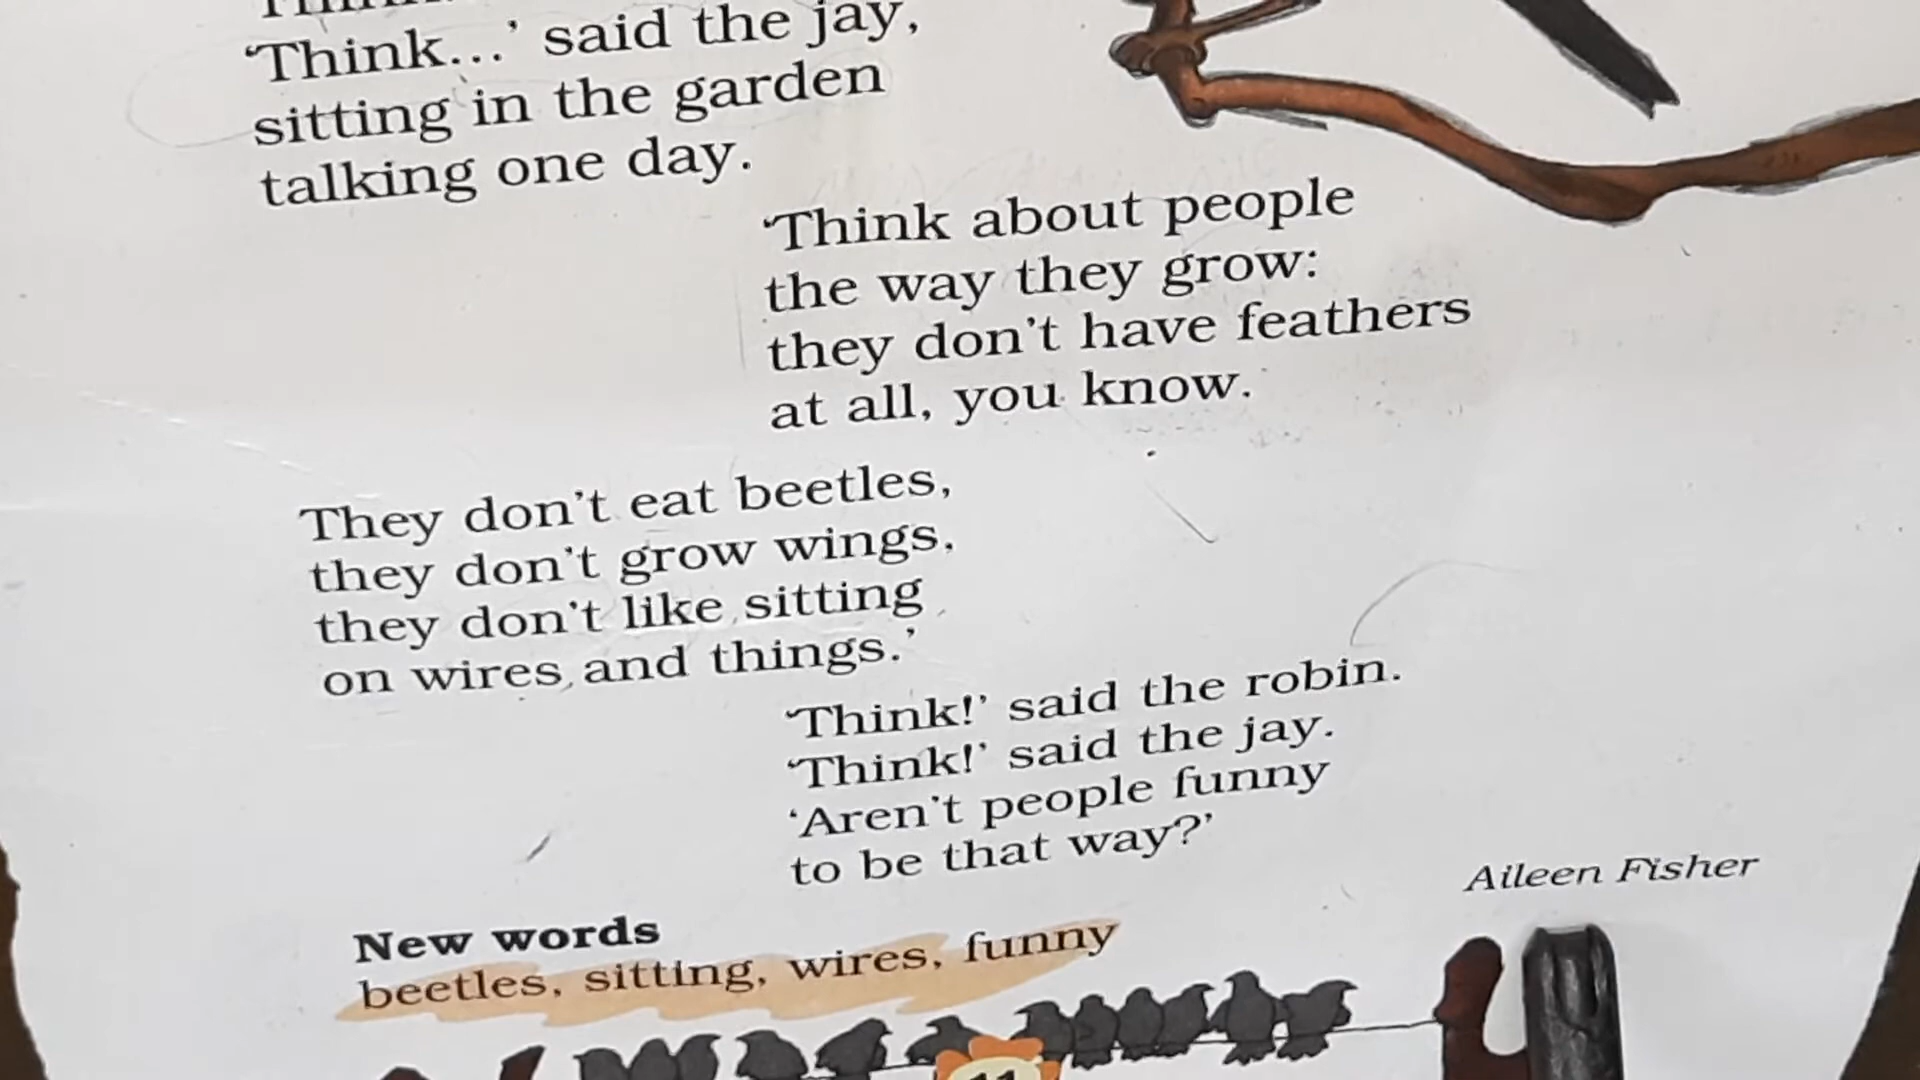 ‘Think...’ said the jay,
sitting in the garden
talking one day.
‘Think about people
the way they grow:
they don’t have feathers
at all, you know.
They don’t eat beetles,
they don’t grow wings,
they don’t like sitting
on wires and things.’
‘Think!’ said the robin.
‘Think!’ said the jay.
‘Aren’t people funny
to be that way?’
Aileen Fisher
New words
beetles, sitting, wires, funny